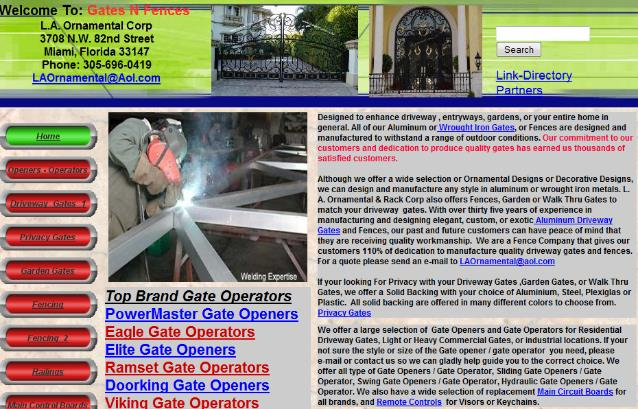 Welcome To: Gates N Fences
L.A. Ornamental Corp
3708 N.W. 82nd Street
Miami, Florida 33147
Phone: 305-696-0419
LAOrnamental@Aol.com
Search
Link-Directory
Partners
Home
Openers - Operators
Driveway Gates 1
Privacy Gates
Garden Gates
Fencing
Fencing 2
Railings
Main Control Boards
Welding Expertise
Top Brand Gate Operators
PowerMaster Gate Openers
Eagle Gate Operators
Elite Gate Openers
Ramset Gate Operators
Doorking Gate Openers
Viking Gate Operators
Designed to enhance driveway , entryways, gardens, or your entire home in
general. All of our Aluminum or Wrought Iron Gates, or Fences are designed and
manufactured to withstand a range of outdoor conditions. Our commitment to our
customers and dedication to produce quality gates has earned us thousands of
satisfied customers.
Although we offer a wide selection or Ornamental Designs or Decorative Designs,
we can design and manufacture any style in aluminum or wrought iron metals. L.
A. Ornamental & Rack Corp also offers Fences, Garden or Walk Thru Gates to
match your driveway gates. With over thirty five years of experience in
manufacturing and designing elegant, custom, or exotic Aluminum Driveway
Gates and Fences, our past and future customers can have peace of mind that
they are receiving quality workmanship. We are a Fence Company that gives our
customers 110% of dedication to manufacture quality driveway gates and fences.
For a quote please send an e-mail to LAOrnamental@aol.com
If your looking For Privacy with your Driveway Gates ,Garden Gates, or Walk Thru
Gates, we offer a Solid Backing with your choice of Aluminium, Steel, Plexiglas or
Plastic. All solid backing are offered in many different colors to choose from.
Privacy Gates
We offer a large selection of Gate Openers and Gate Operators for Residential
Driveway Gates, Light or Heavy Commercial Gates, or industrial locations. If your
not sure the style or size of the Gate opener / gate operator you need, please
e-mail or contact us so we can gladly help guide you to the correct choice. We
offer all type of Gate Openers / Gate Operator, Sliding Gate Openers / Gate
Operator, Swing Gate Openers / Gate Operator, Hydraulic Gate Openers / Gate
Operator. We also have a wide selection of replacement Main Circuit Boards for
all brands, and Remote Controls for Visors or Keychains.